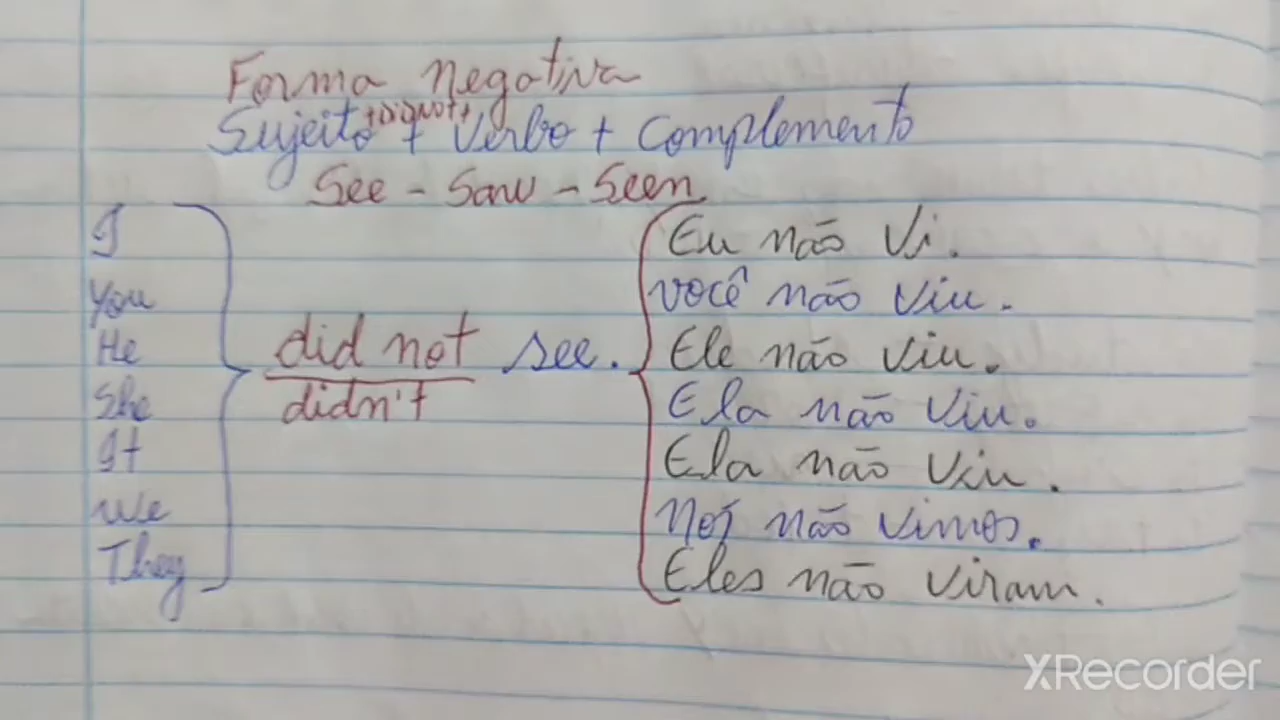 Forma negativa
+Did not+
Sujeito + Verbo + Complemento
See - Saw - Seen
I
You
He
She
It
We
They
did not see.
didn't
Eu não vi.
você não viu.
Ele não viu.
Ela não viu.
Ela não viu.
Nós não vimos.
Eles não viram.
XRecorder